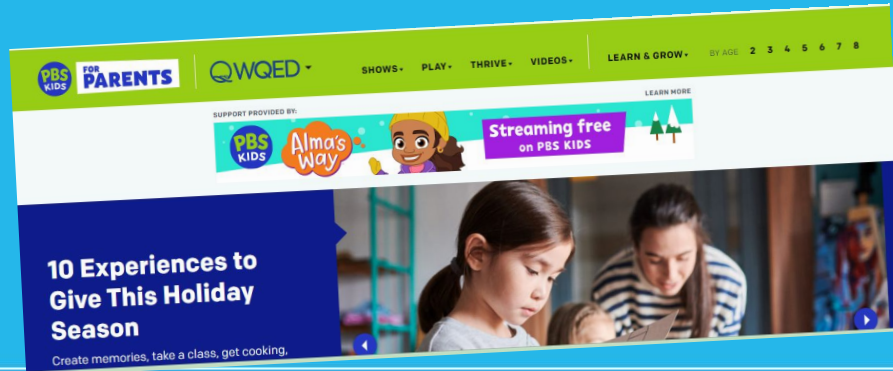 PBS KIDS FOR PARENTS
QWQED
SHOWS PLAY THRIVE VIDEOS LEARN & GROW BY AGE 2 3 4 5 6 7 8
SUPPORT PROVIDED BY:
LEARN MORE
PBS KIDS
Alma's Way
Streaming free
on PBS KIDS
10 Experiences to
Give This Holiday
Season
Create memories, take a class, get cooking,